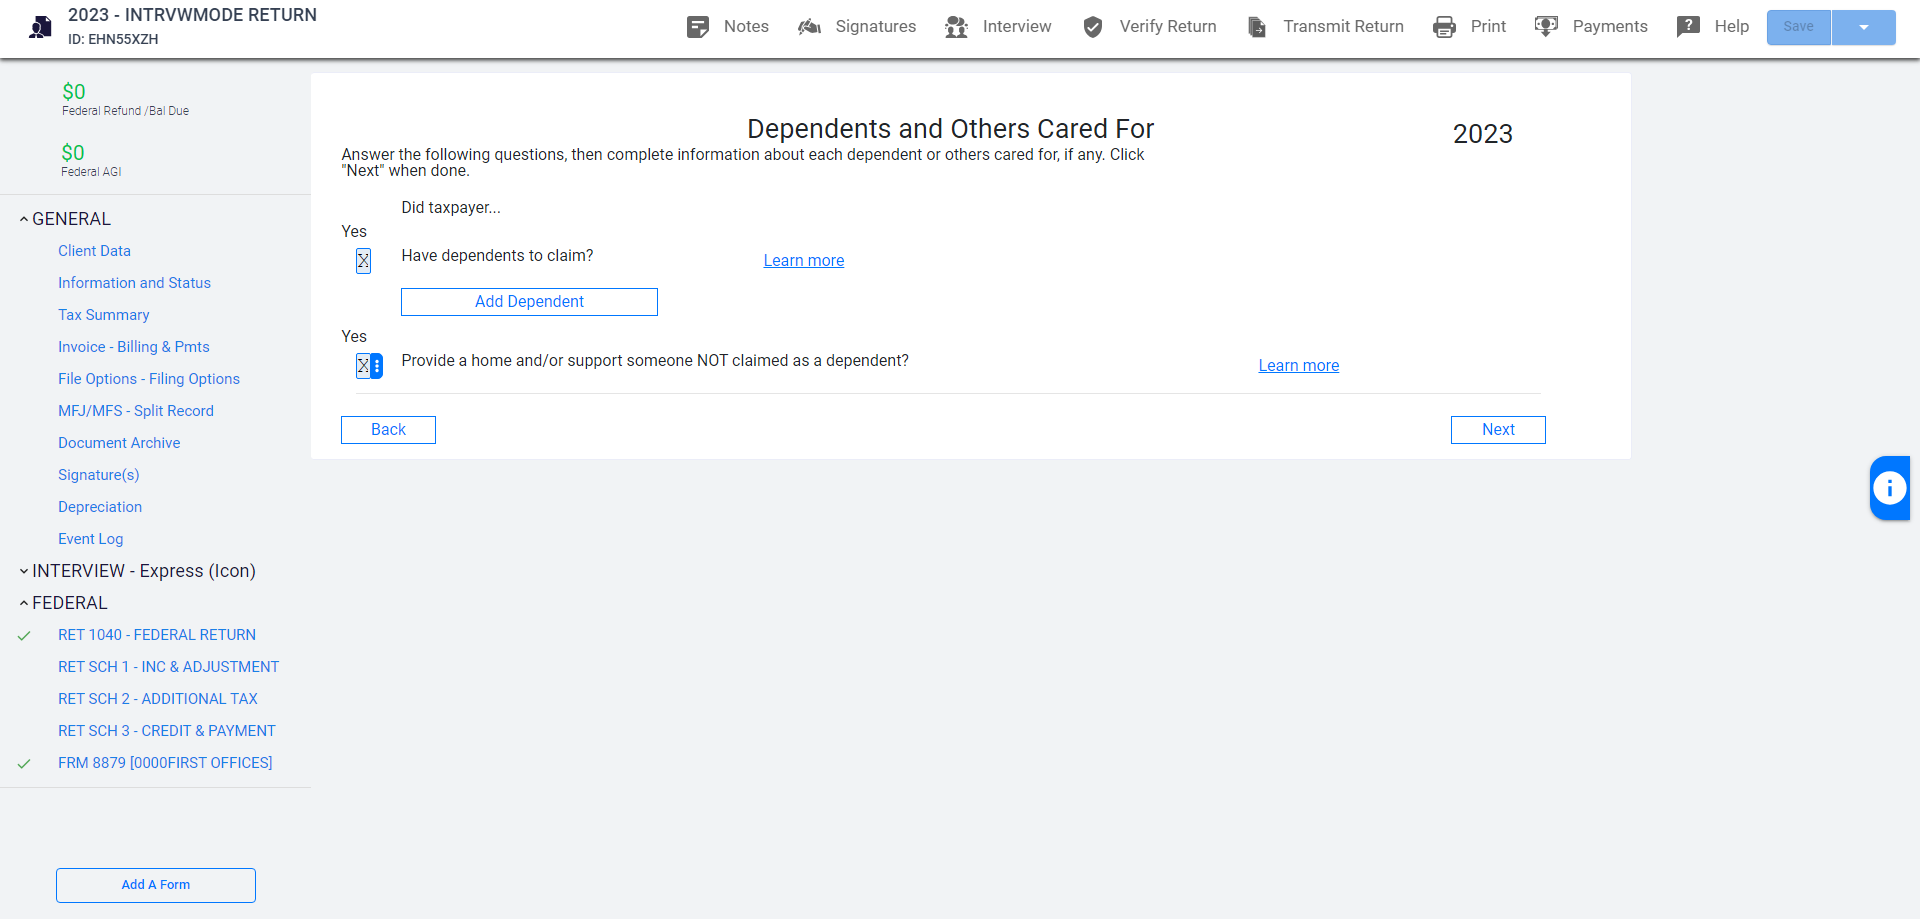 2023 - INTRVWMODE RETURN
ID: EHN55XZH
Notes
Signatures
Interview
Verify Return
Transmit Return
Print
Payments
Help
Save
$0
Federal Refund /Bal Due
$0
Federal AGI
GENERAL
Client Data
Information and Status
Tax Summary
Invoice - Billing & Pmts
File Options - Filing Options
MFJ/MFS - Split Record
Document Archive
Signature(s)
Depreciation
Event Log
INTERVIEW - Express (Icon)
FEDERAL
RET 1040 - FEDERAL RETURN
RET SCH 1 - INC & ADJUSTMENT
RET SCH 2 - ADDITIONAL TAX
RET SCH 3 - CREDIT & PAYMENT
FRM 8879 [0000FIRST OFFICES]
Add A Form
Dependents and Others Cared For
2023
Answer the following questions, then complete information about each dependent or others cared for, if any. Click
"Next" when done.
Did taxpayer...
Yes
X Have dependents to claim? Learn more
Add Dependent
Yes
X Provide a home and/or support someone NOT claimed as a dependent? Learn more
Back
Next